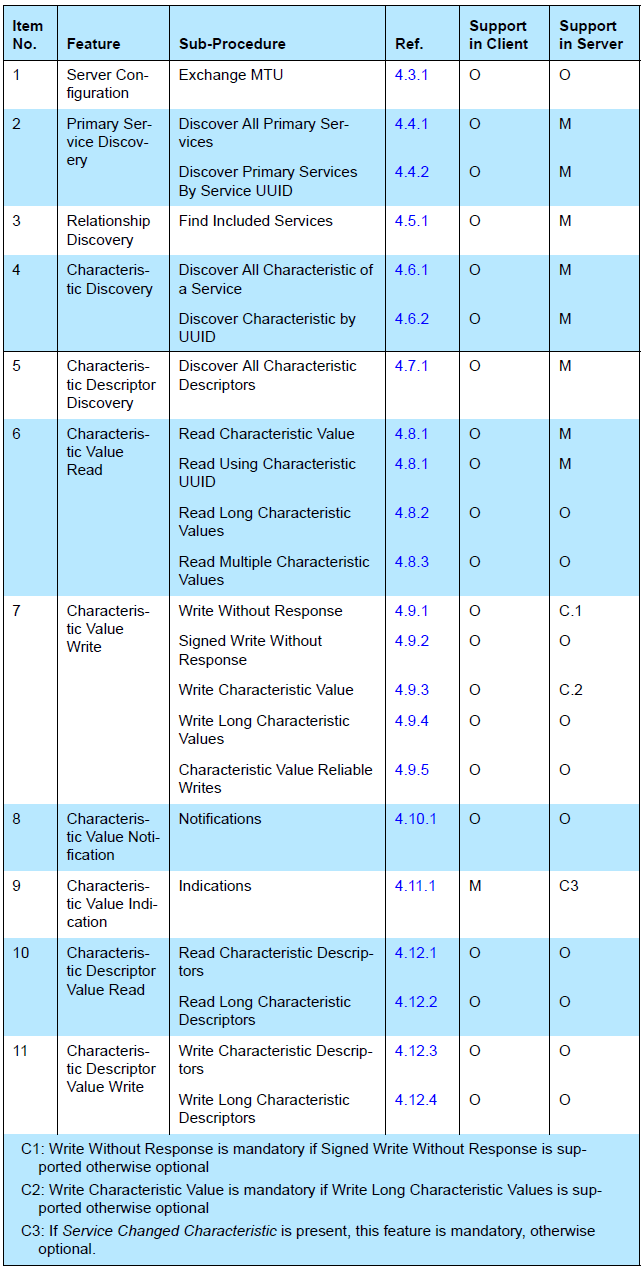 Item No. Feature Sub-Procedure Ref. Support in Client Support in Server
1 Server Con-
figuration
Exchange MTU 4.3.1 O O
2 Primary Ser-
vice Discov-
ery
Discover All Primary Ser-
vices
4.4.1 O M
Discover Primary Services
By Service UUID
4.4.2 O M
3 Relationship
Discovery
Find Included Services 4.5.1 O M
4 Characteris-
tic Discovery
Discover All Characteristic of
a Service
4.6.1 O M
Discover Characteristic by
UUID
4.6.2 O M
5 Characteris-
tic Descriptor
Discovery
Discover All Characteristic
Descriptors
4.7.1 O M
6 Characteris-
tic Value
Read
Read Characteristic Value 4.8.1 O M
Read Using Characteristic
UUID
4.8.1 O M
Read Long Characteristic
Values
4.8.2 O O
Read Multiple Characteristic
Values
4.8.3 O O
7 Characteris-
tic Value
Write
Write Without Response 4.9.1 O C.1
Signed Write Without
Response
4.9.2 O O
Write Characteristic Value 4.9.3 O C.2
Write Long Characteristic
Values
4.9.4 O O
Characteristic Value Reliable
Writes
4.9.5 O O
8 Characteris-
tic Value Noti-
fication
Notifications 4.10.1 O O
9 Characteris-
tic Value Indi-
cation
Indications 4.11.1 M C3
10 Characteris-
tic Descriptor
Value Read
Read Characteristic Descrip-
tors
4.12.1 O O
Read Long Characteristic
Descriptors
4.12.2 O O
11 Characteris-
tic Descriptor
Value Write
Write Characteristic Descrip-
tors
4.12.3 O O
Write Long Characteristic
Descriptors
4.12.4 O O
C1: Write Without Response is mandatory if Signed Write Without Response is sup-
ported otherwise optional
C2: Write Characteristic Value is mandatory if Write Long Characteristic Values is sup-
ported otherwise optional
C3: If Service Changed Characteristic is present, this feature is mandatory, otherwise
optional.